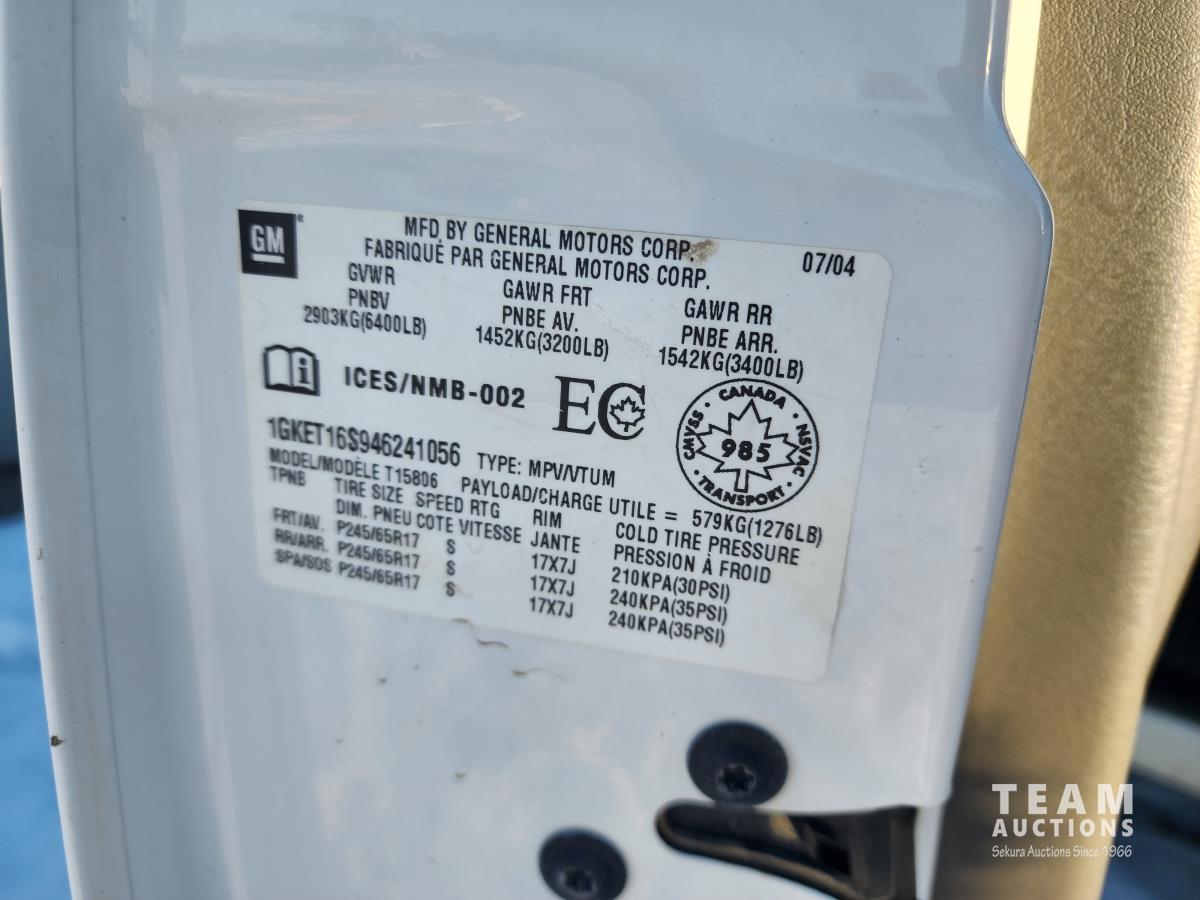 GM
MFD BY GENERAL MOTORS CORP. 07/04
FABRIQUÉ PAR GENERAL MOTORS CORP.
GVWR GAWR FRT GAWR RR
PNBV PNBE AV. PNBE ARR.
2903KG(6400LB) 1452KG(3200LB) 1542KG(3400LB)
ICES/NMB-002 EC
CANADA
CMVSS 985 NSVAC
TRANSPORT
1GKET16S946241056 TYPE: MPV/VTUM
MODEL/MODÈLE T15806 PAYLOAD/CHARGE UTILE = 579KG(1276LB)
TPNB TIRE SIZE SPEED RTG RIM COLD TIRE PRESSURE
DIM. PNEU COTE VITESSE JANTE PRESSION À FROID
FRT/AV. P245/65R17 S 17X7J 210KPA(30PSI)
RR/ARR. P245/65R17 S 17X7J 240KPA(35PSI)
SPA/SOS P245/65R17 S 17X7J 240KPA(35PSI)
TEAM
AUCTIONS
Sekura Auctions Since 1966